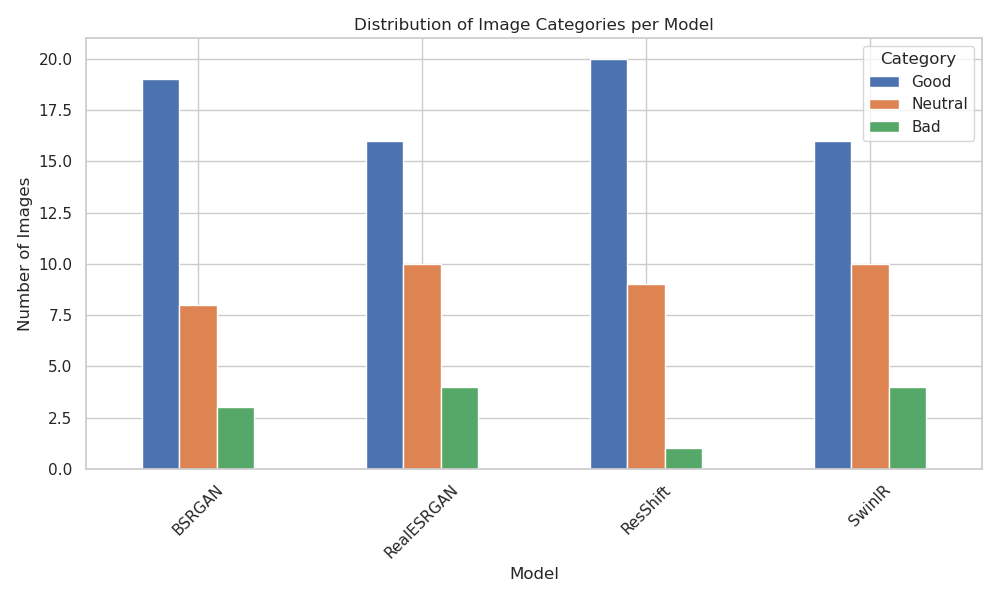 Distribution of Image Categories per Model
Category
Good
Neutral
Bad
Number of Images
20.0
17.5
15.0
12.5
10.0
7.5
5.0
2.5
0.0
BSRGAN
RealESRGAN
ResShift
SwinIR
Model